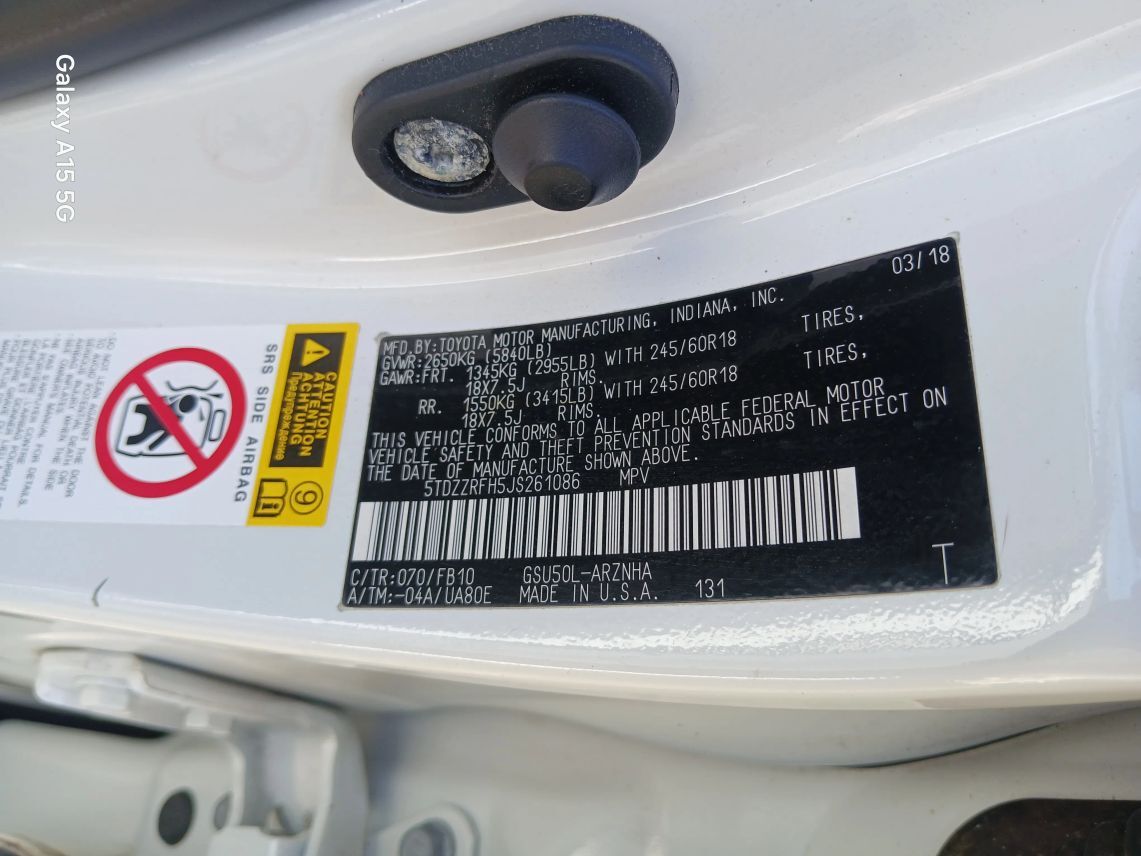 Galaxy A15 5G
03/18
MFD.BY:TOYOTA MOTOR MANUFACTURING, INDIANA, INC.
GVWR:2650KG (5840LB)
GAWR:FRT. 1345KG (2955LB) WITH 245/60R18 TIRES,
18X7.5J RIMS.
RR. 1550KG (3415LB) WITH 245/60R18 TIRES,
18X7.5J RIMS.
THIS VEHICLE CONFORMS TO ALL APPLICABLE FEDERAL MOTOR
VEHICLE SAFETY AND THEFT PREVENTION STANDARDS IN EFFECT ON
THE DATE OF MANUFACTURE SHOWN ABOVE.
5TDZZRFH5JS261086 MPV
C/TR:070/FB10 GSU50L-ARZNHA
A/TM:-04A/UA80E MADE IN U.S.A. 131 T
CAUTION
ATTENTION
ACHTUNG
Предупреждение
9
i
SRS SIDE AIRBAG